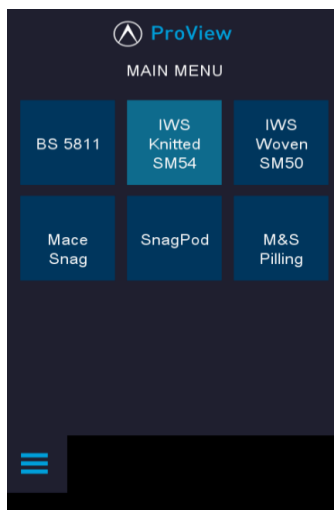 ProView
MAIN MENU
BS 5811
IWS
Knitted
SM54
IWS
Woven
SM50
Mace
Snag
SnagPod
M&S
Pilling